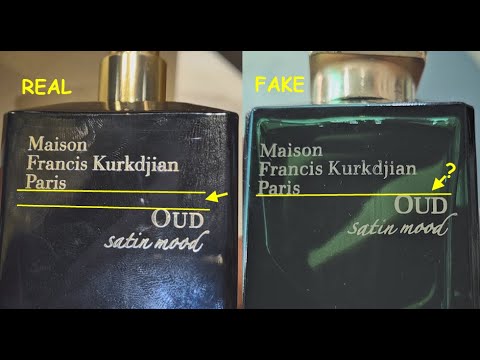 REAL
Maison
Francis Kurkdjian
Paris
OUD
satin mood
FAKE
Maison
Francis Kurkdjian
Paris
?
OUD
satin mood